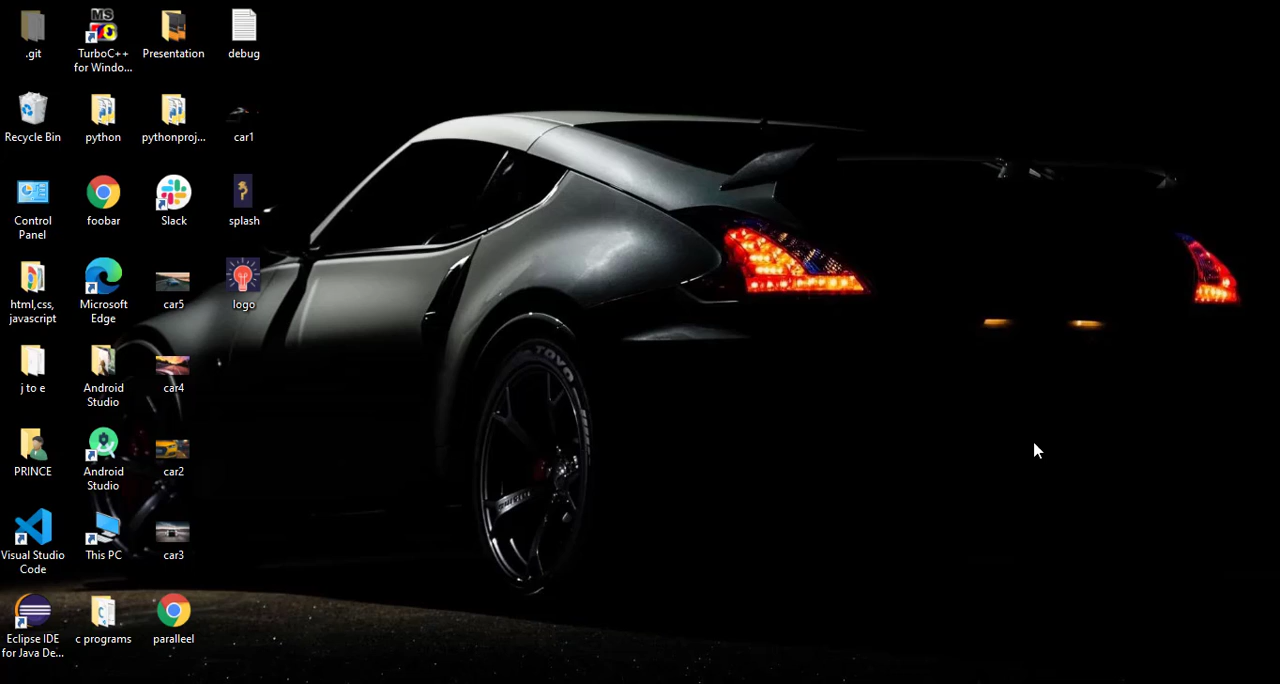 .git
TurboC++
for Windo...
Presentation
debug
Recycle Bin
python
pythonproj...
car1
Control
Panel
foobar
Slack
splash
html,css,
javascript
Microsoft
Edge
car5
logo
j to e
Android
Studio
car4
PRINCE
Android
Studio
car2
Visual Studio
Code
This PC
car3
Eclipse IDE
for Java De...
c programs
paralleel
MS
TOYO